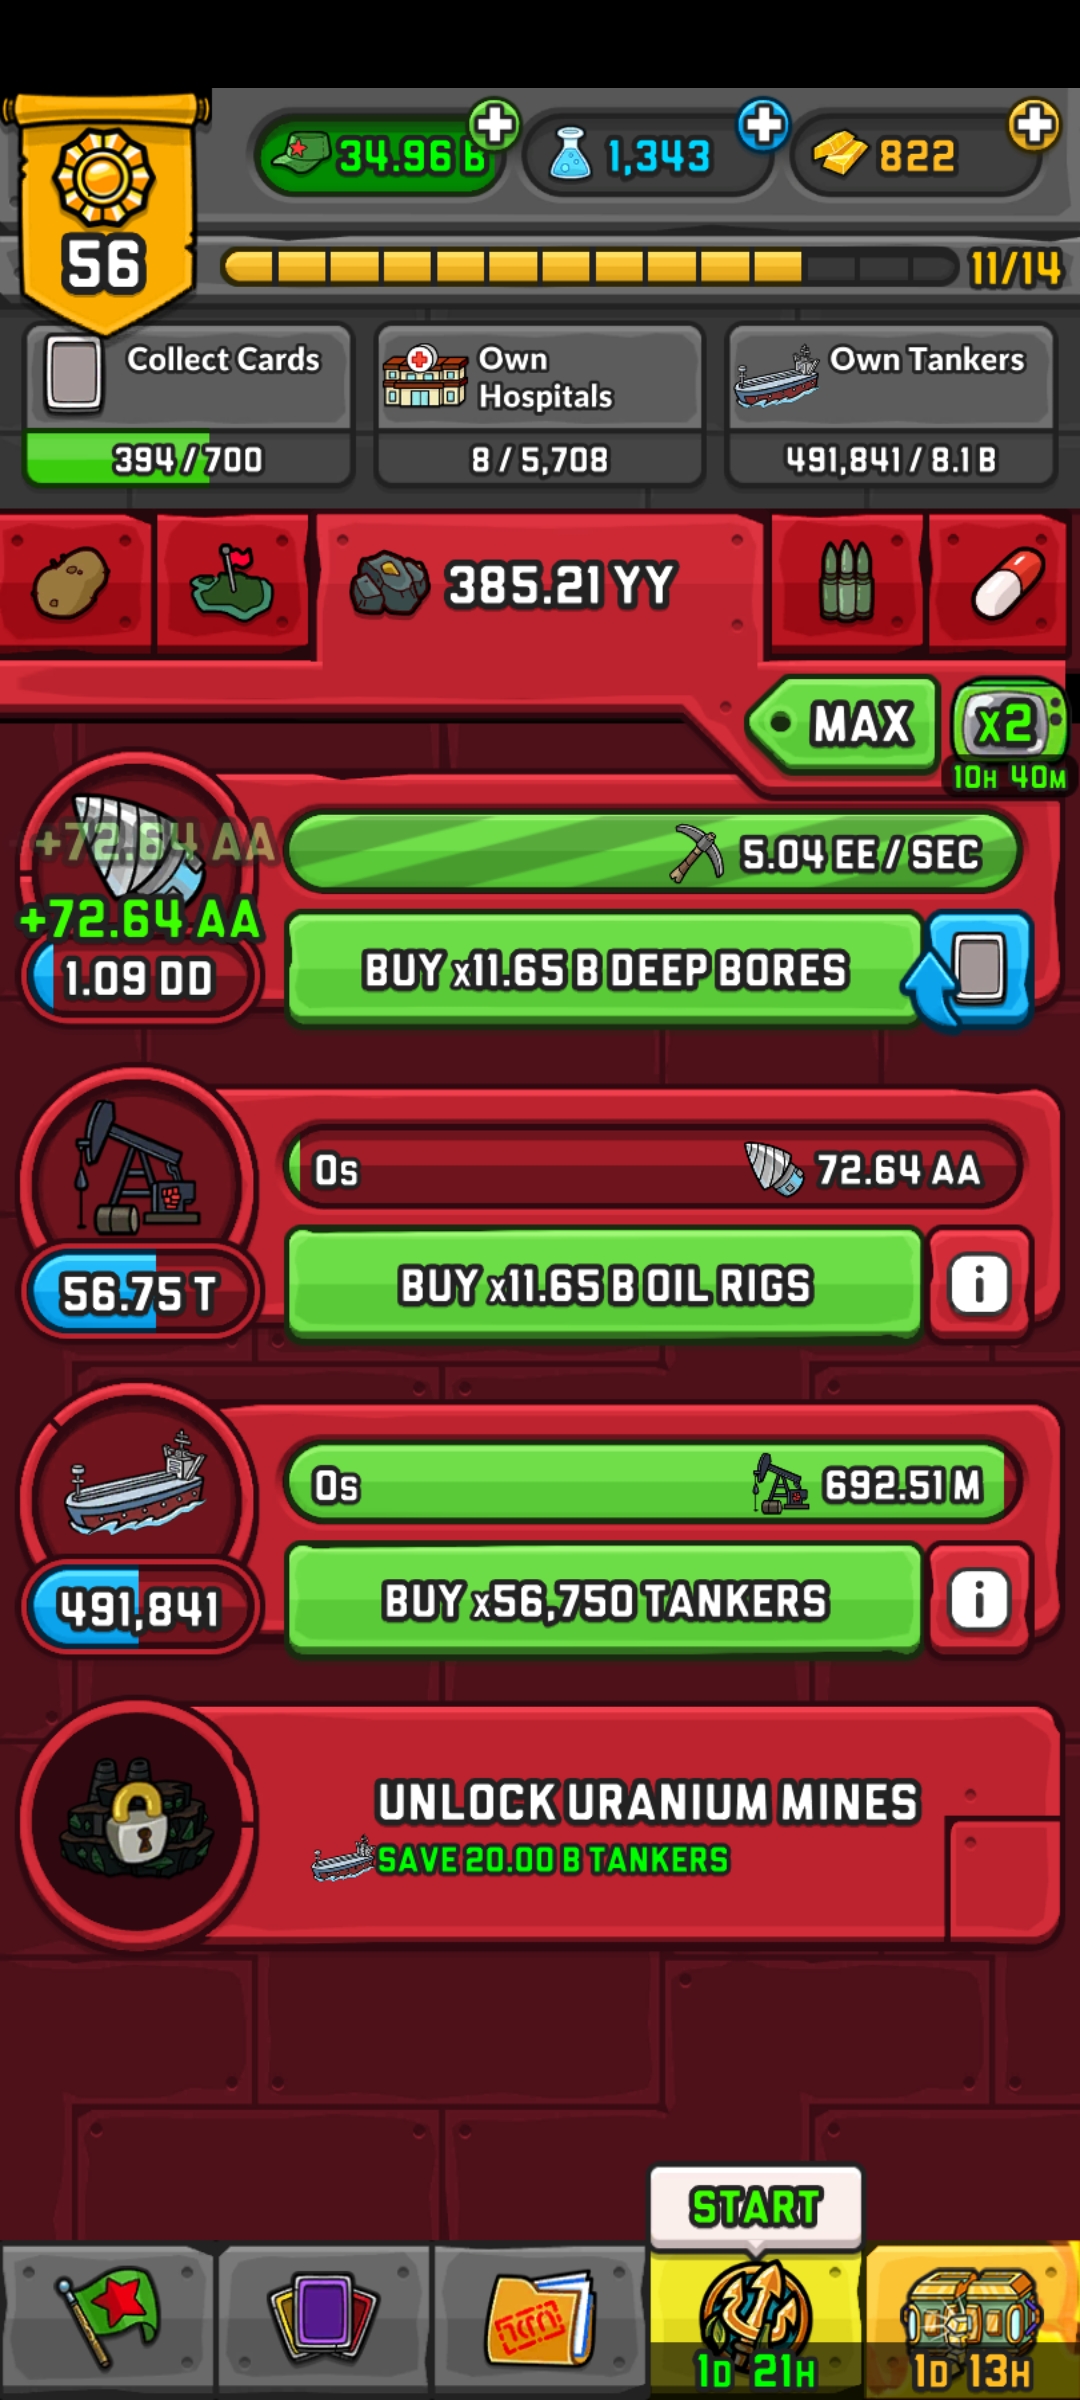 34.96 B
1,343
822
56
11/14
Collect Cards
394/700
Own
Hospitals
8/5,708
Own Tankers
491,841/8.1 B
385.21 YY
MAX
x2
10H 40M
+72.64 AA
+72.64 AA
5.04 EE/SEC
1.09 DD
BUY x11.65 B DEEP BORES
0s
72.64 AA
56.75 T
BUY x11.65 B OIL RIGS
i
0s
692.51 M
491,841
BUY x56,750 TANKERS
i
UNLOCK URANIUM MINES
SAVE 20.00 B TANKERS
START
1D 21H
1D 13H